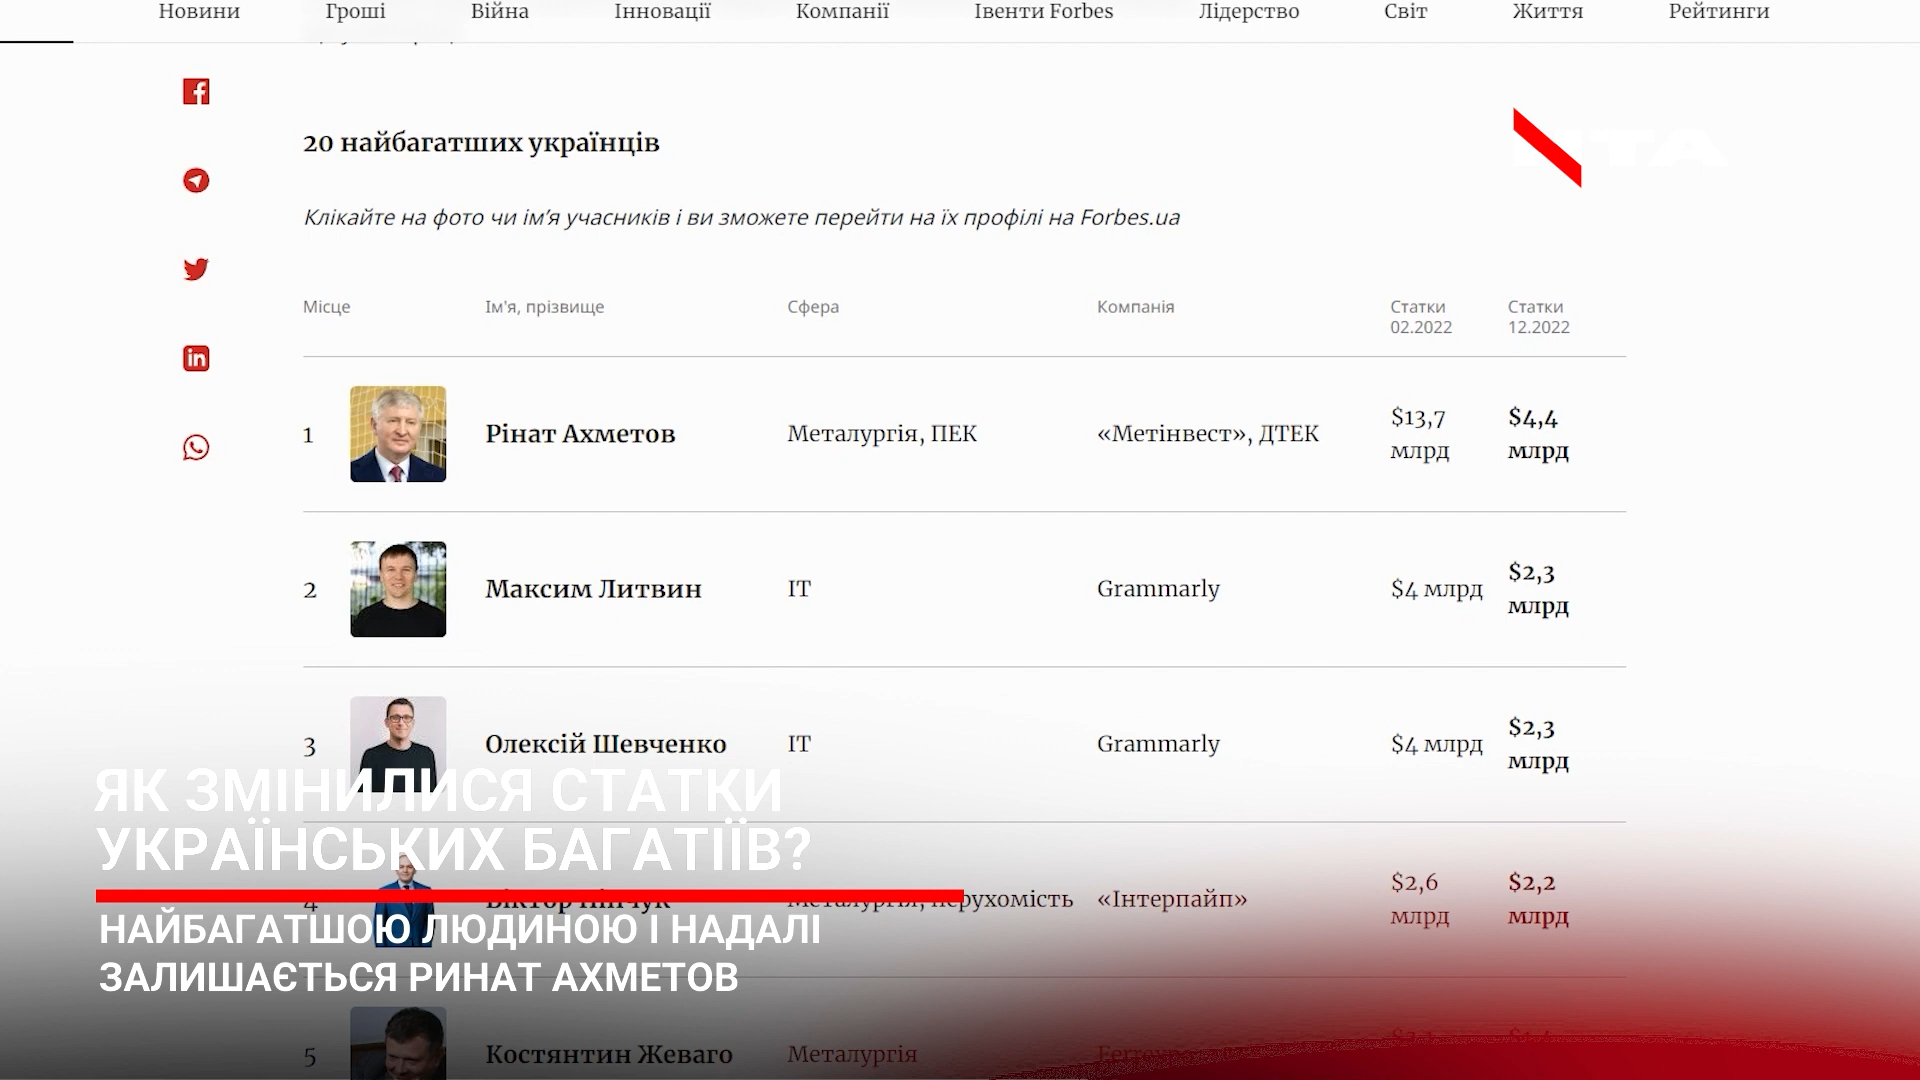 Новини Гроші Війна Інновації Компанії Івенти Forbes Лідерство Світ Життя Рейтинги
20 найбагатших українців
Клікайте на фото чи ім'я учасників і ви зможете перейти на їх профілі на Forbes.ua
Місце Ім'я, прізвище Сфера Компанія Статки 02.2022 Статки 12.2022
1 Рінат Ахметов Металургія, ПЕК «Метінвест», ДТЕК $13,7 млрд $4,4 млрд
2 Максим Литвин IT Grammarly $4 млрд $2,3 млрд
3 Олексій Шевченко IT Grammarly $4 млрд $2,3 млрд
ЯК ЗМІНИЛИСЯ СТАТКИ
УКРАЇНСЬКИХ БАГАТІЇВ?
4 Віктор Пінчук Металургія, нерухомість «Інтерпайп» $2,6 млрд $2,2 млрд
НАЙБАГАТШОЮ ЛЮДИНОЮ І НАДАЛІ
ЗАЛИШАЄТЬСЯ РИНАТ АХМЕТОВ
5 Костянтин Жеваго Металургія